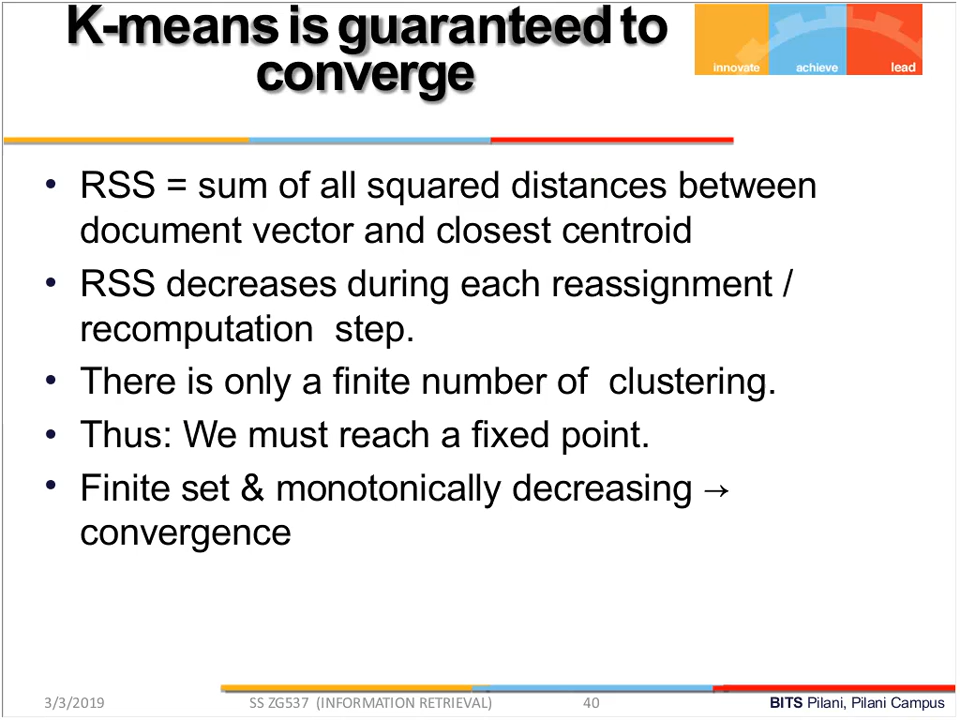 K-means is guaranteed to
converge
innovate achieve lead
• RSS = sum of all squared distances between
document vector and closest centroid
• RSS decreases during each reassignment /
recomputation step.
• There is only a finite number of clustering.
• Thus: We must reach a fixed point.
• Finite set & monotonically decreasing →
convergence
3/3/2019 SS ZG537 (INFORMATION RETRIEVAL) 40 BITS Pilani, Pilani Campus